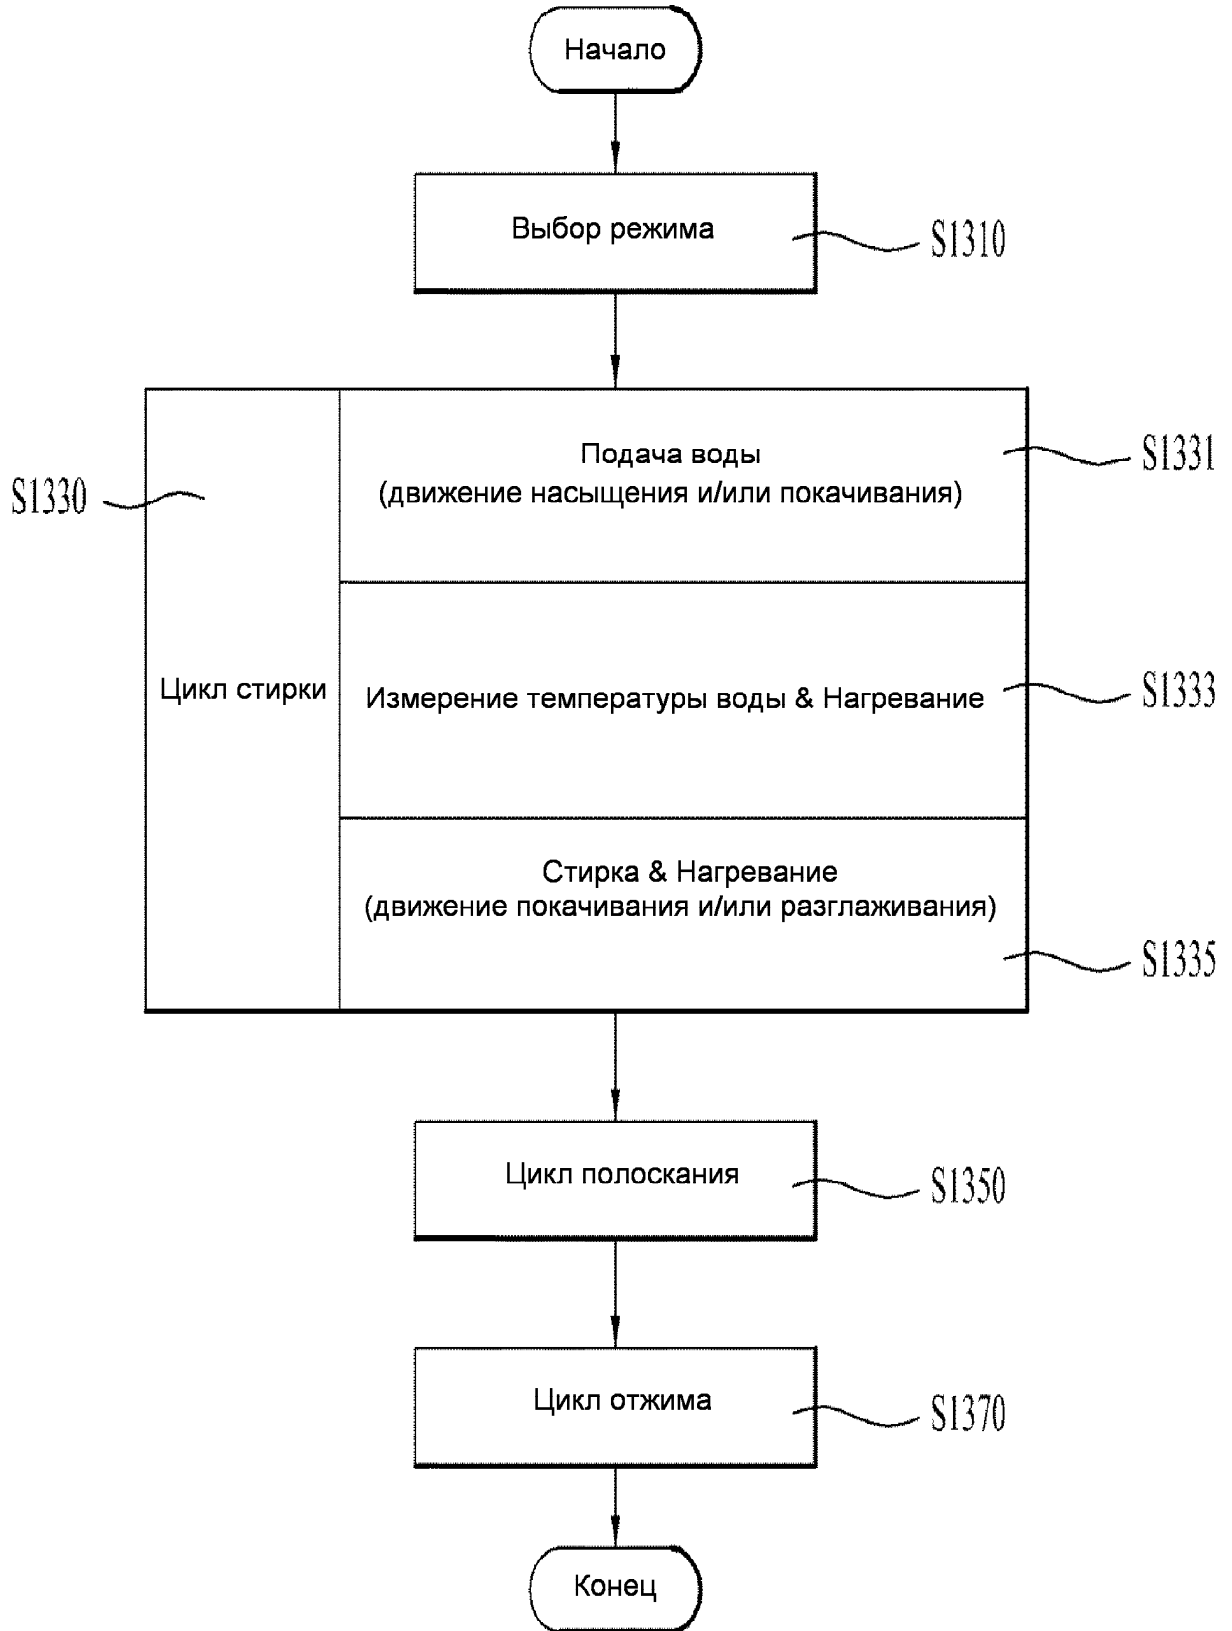 Начало
Выбор режима
S1310
Подача воды
(движение насыщения и/или покачивания)
S1331
S1330
Цикл стирки
Измерение температуры воды & Нагревание
S1333
Стирка & Нагревание
(движение покачивания и/или разглаживания)
S1335
Цикл полоскания
S1350
Цикл отжима
S1370
Конец